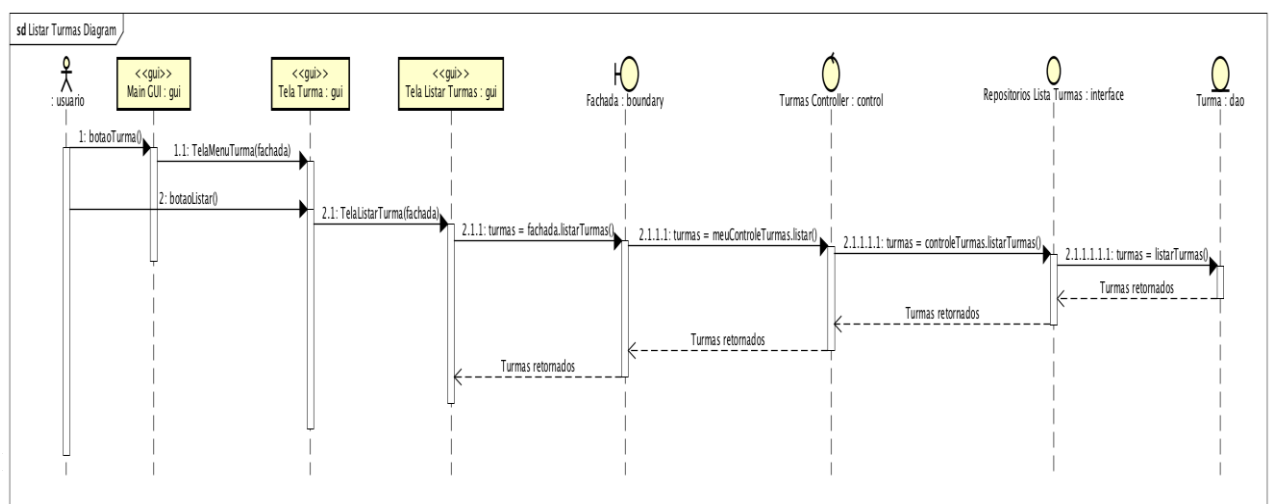 sd Listar Turmas Diagram
: usuario
<<gui>>
Main GUI : gui
<<gui>>
Tela Turma : gui
<<gui>>
Tela Listar Turmas : gui
Fachada : boundary
Turmas Controller : control
Repositorios Lista Turmas : interface
Turma : dao
1: botaoTurma()
1.1: TelaMenuTurma(fachada)
2: botaoListar()
2.1: TelaListarTurma(fachada)
2.1.1: turmas = fachada.listarTurmas()
2.1.1.1: turmas = meuControleTurmas.listar()
2.1.1.1.1: turmas = controleTurmas.listarTurmas()
2.1.1.1.1.1: turmas = listarTurmas()
Turmas retornados
Turmas retornados
Turmas retornados
Turmas retornados